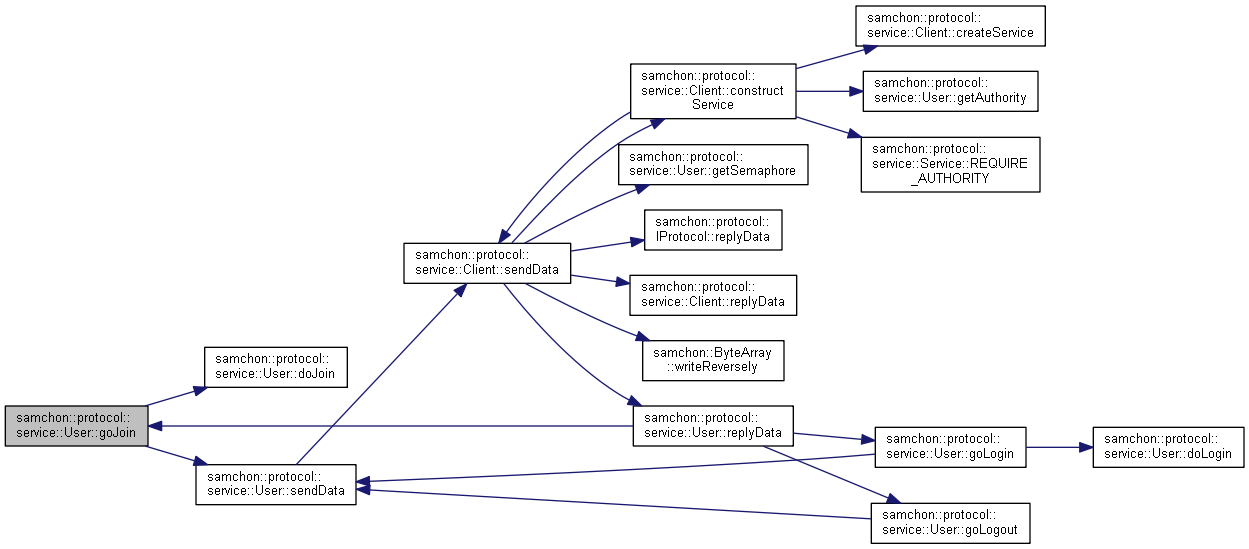 samchon::protocol::
service::Client::createService
samchon::protocol::
service::Client::construct
Service
samchon::protocol::
service::User::getAuthority
samchon::protocol::
service::Service::REQUIRE
_AUTHORITY
samchon::protocol::
service::User::getSemaphore
samchon::protocol::
IProtocol::replyData
samchon::protocol::
service::Client::sendData
samchon::protocol::
service::Client::replyData
samchon::ByteArray
::writeReversely
samchon::protocol::
service::User::doJoin
samchon::protocol::
service::User::goJoin
samchon::protocol::
service::User::replyData
samchon::protocol::
service::User::goLogin
samchon::protocol::
service::User::doLogin
samchon::protocol::
service::User::sendData
samchon::protocol::
service::User::goLogout